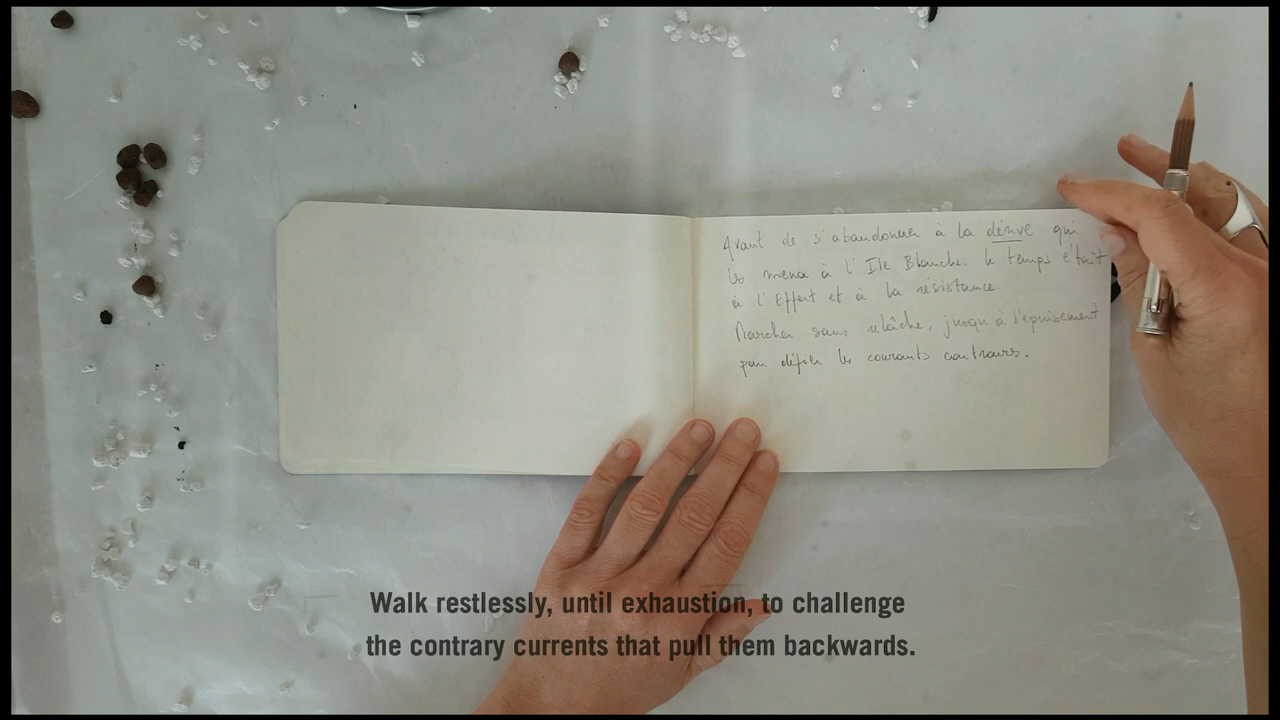 Avant de s'abandonner à la dérive qui
les mena à l'Ile Blanche. le temps était
à l'Effort et à la résistance.
Marcher sans relâche, jusqu'à l'épuisement
pour défier les courants contraires.
Walk restlessly, until exhaustion, to challenge
the contrary currents that pull them backwards.